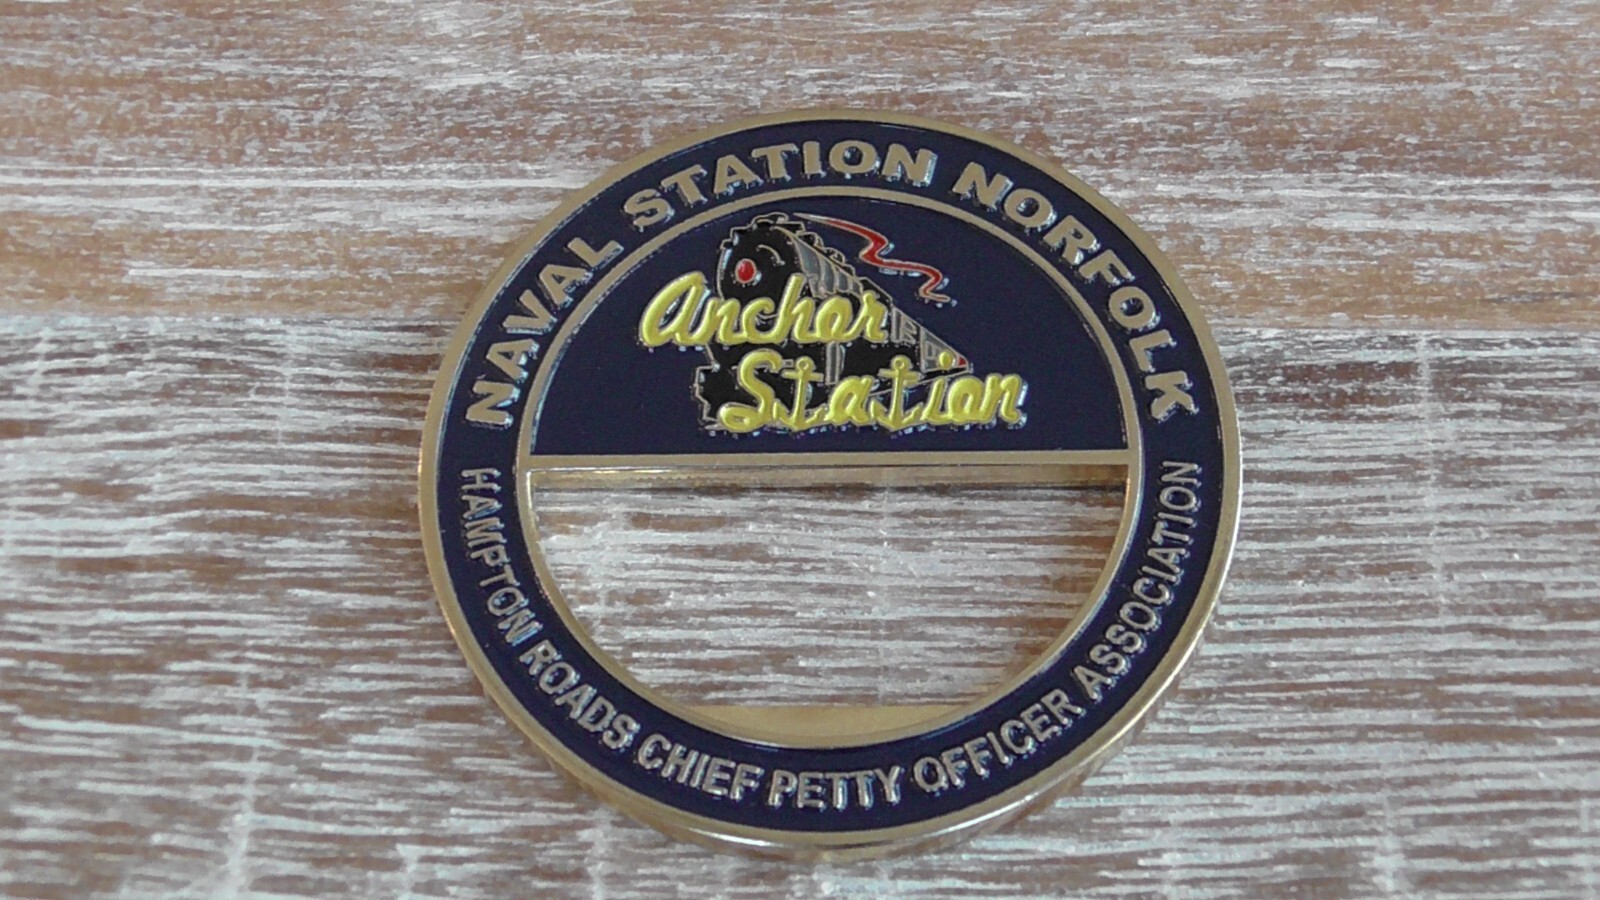 NAVAL STATION NORFOLK
Anchor
Station
HAMPTON ROADS CHIEF PETTY OFFICER ASSOCIATION